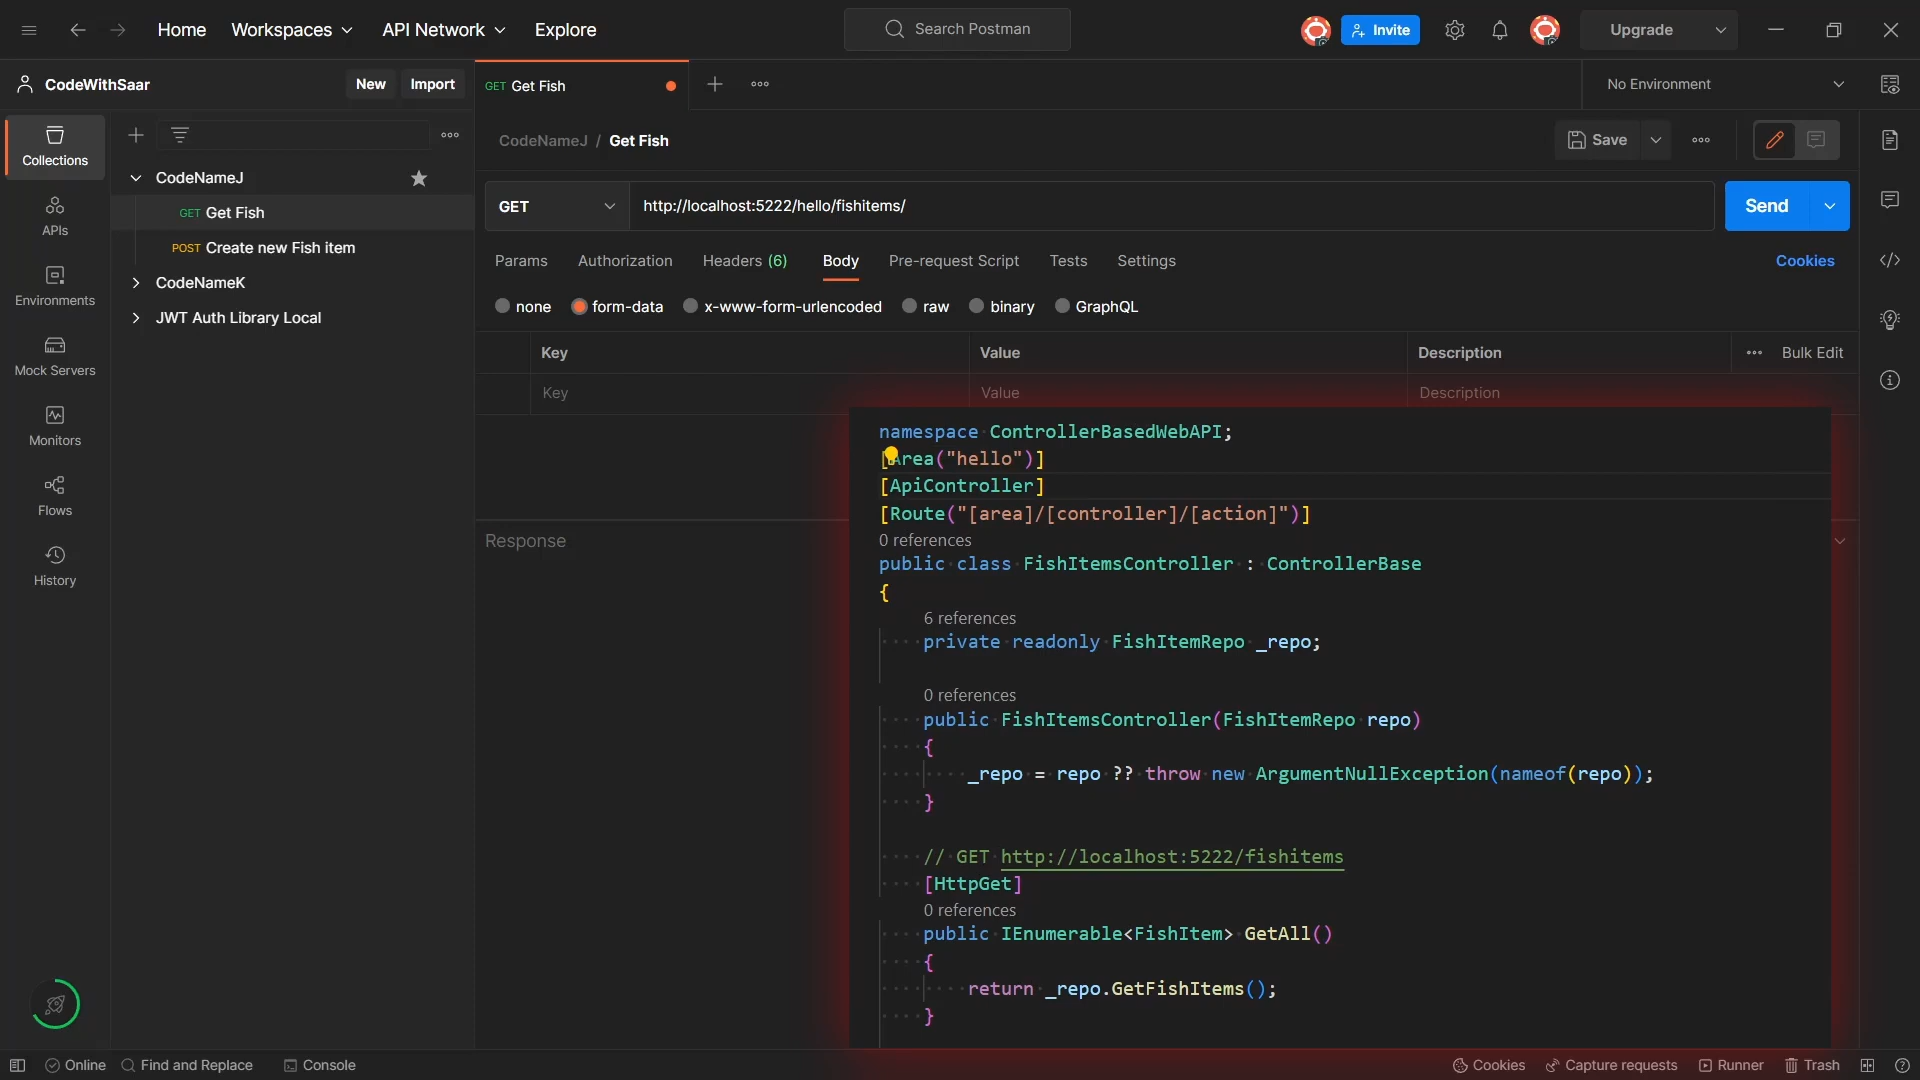 Home Workspaces API Network Explore Search Postman Invite Upgrade
CodeWithSaar New Import GET Get Fish No Environment
Collections
APIs
Environments
Mock Servers
Monitors
Flows
History
CodeNameJ
GET Get Fish
POST Create new Fish item
CodeNameK
JWT Auth Library Local
CodeNameJ / Get Fish Save
GET http://localhost:5222/hello/fishitems/ Send
Params Authorization Headers (6) Body Pre-request Script Tests Settings Cookies
none form-data x-www-form-urlencoded raw binary GraphQL
Key Value Description Bulk Edit
Key Value Description
Response
namespace ControllerBasedWebAPI;
[Area("hello")]
[ApiController]
[Route("[area]/[controller]/[action]")]
0 references
public class FishItemsController : ControllerBase
{
6 references
private readonly FishItemRepo _repo;
0 references
public FishItemsController(FishItemRepo repo)
{
_repo = repo ?? throw new ArgumentNullException(nameof(repo));
}
// GET http://localhost:5222/fishitems
[HttpGet]
0 references
public IEnumerable<FishItem> GetAll()
{
return _repo.GetFishItems();
}
Online Find and Replace Console Cookies Capture requests Runner Trash